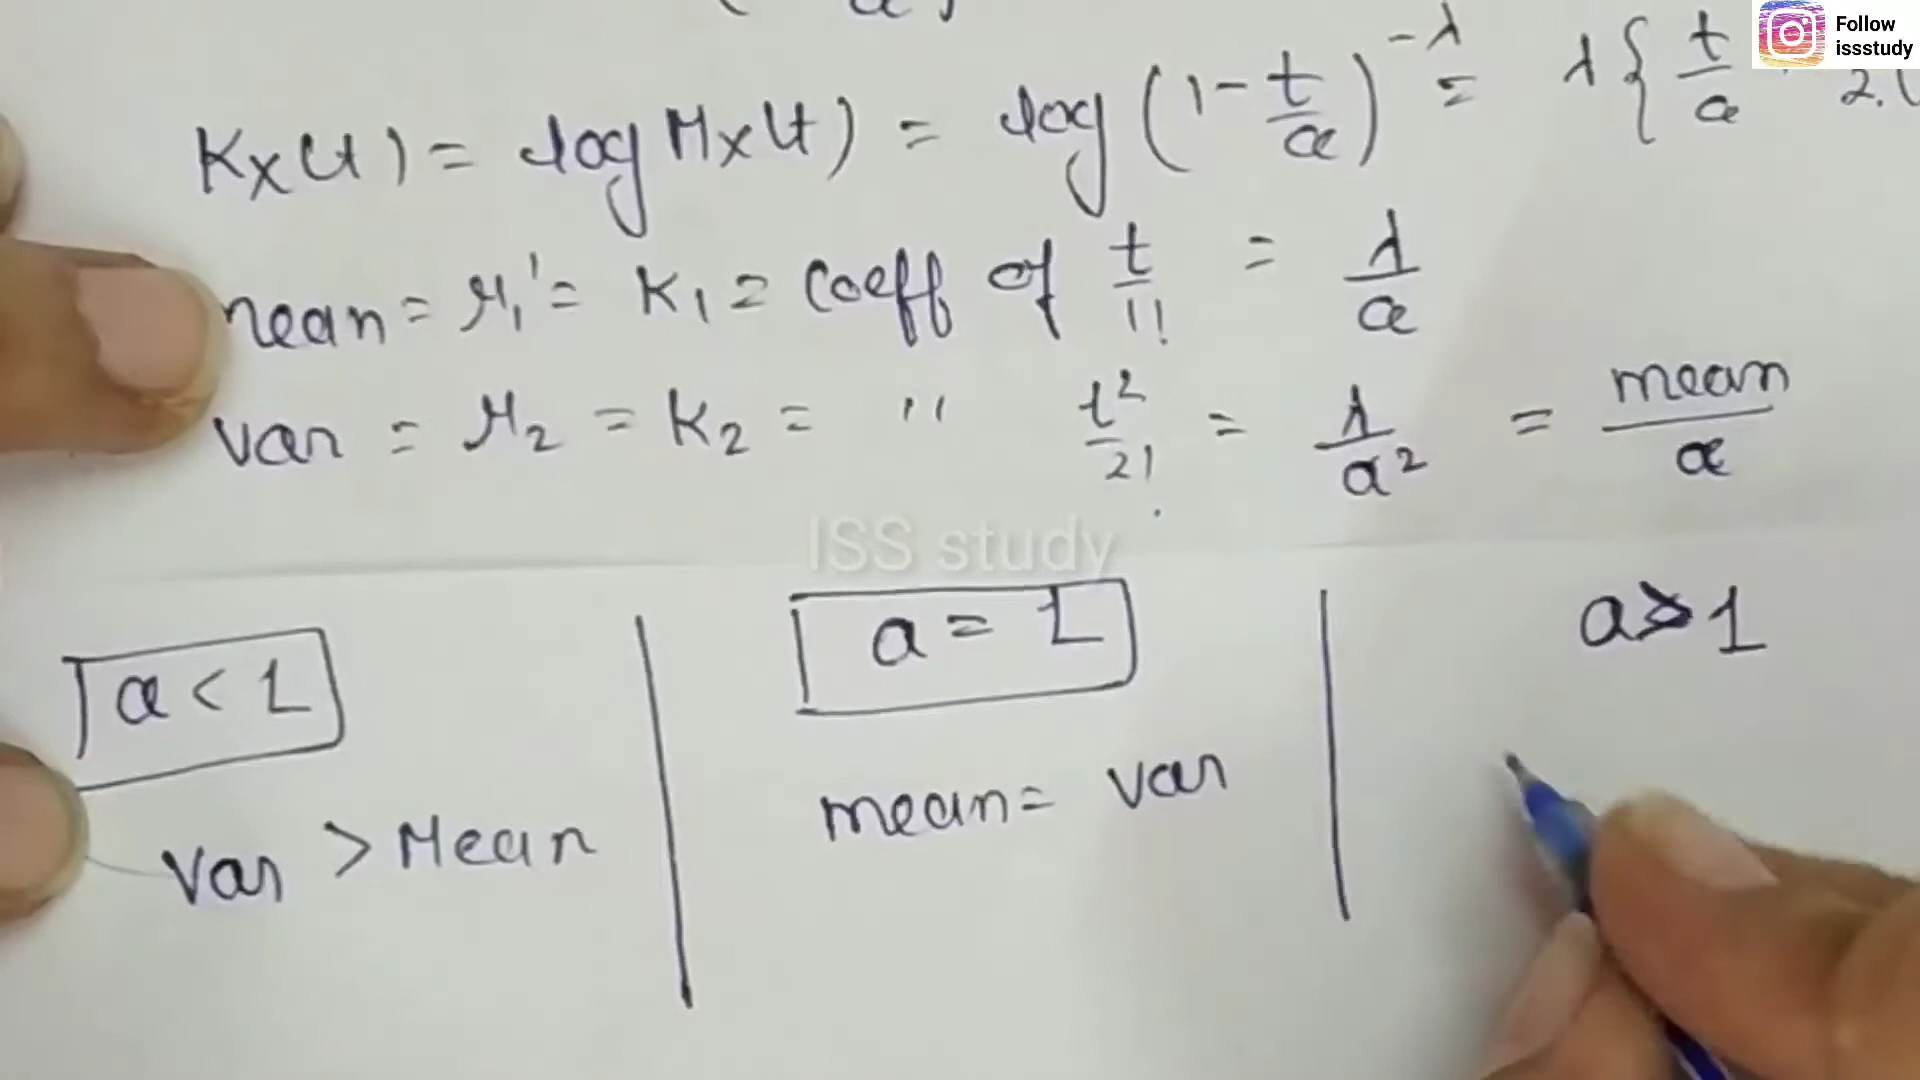 Follow
issstudy
Kx(t) = log Mx(t) = log (1 - t/a)^-λ = λ{ t/a
mean = μ1' = K1 = coeff of t/1! = λ/a
var = μ2 = K2 = " t²/2! = λ/a² = mean/a
ISS study
a < 1
a = 1
a > 1
var > Mean
mean = var